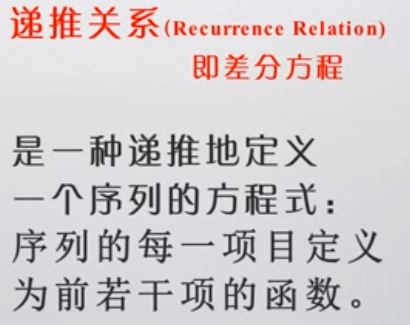 递推关系(Recurrence Relation)
即差分方程
是一种递推地定义
一个序列的方程式：
序列的每一项目定义
为前若干项的函数。